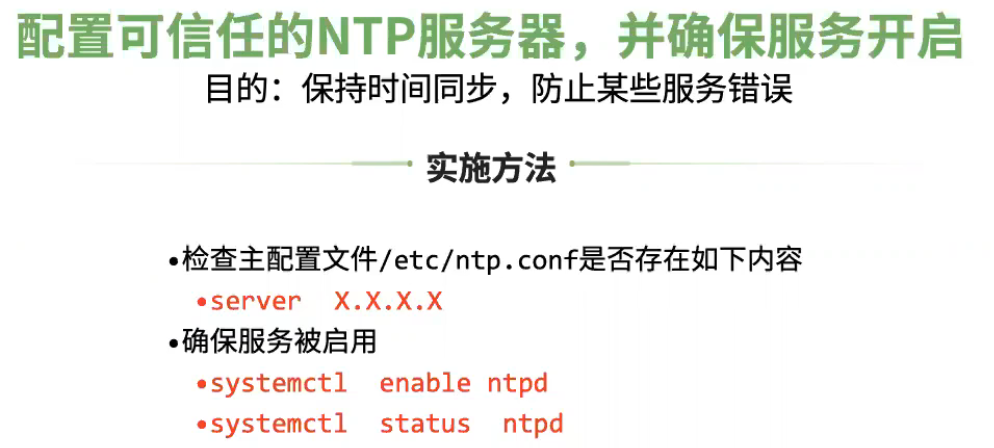 配置可信任的NTP服务器，并确保服务开启
目的：保持时间同步，防止某些服务错误
实施方法
•检查主配置文件/etc/ntp.conf是否存在如下内容
•server X.X.X.X
•确保服务被启用
•systemctl enable ntpd
•systemctl status ntpd